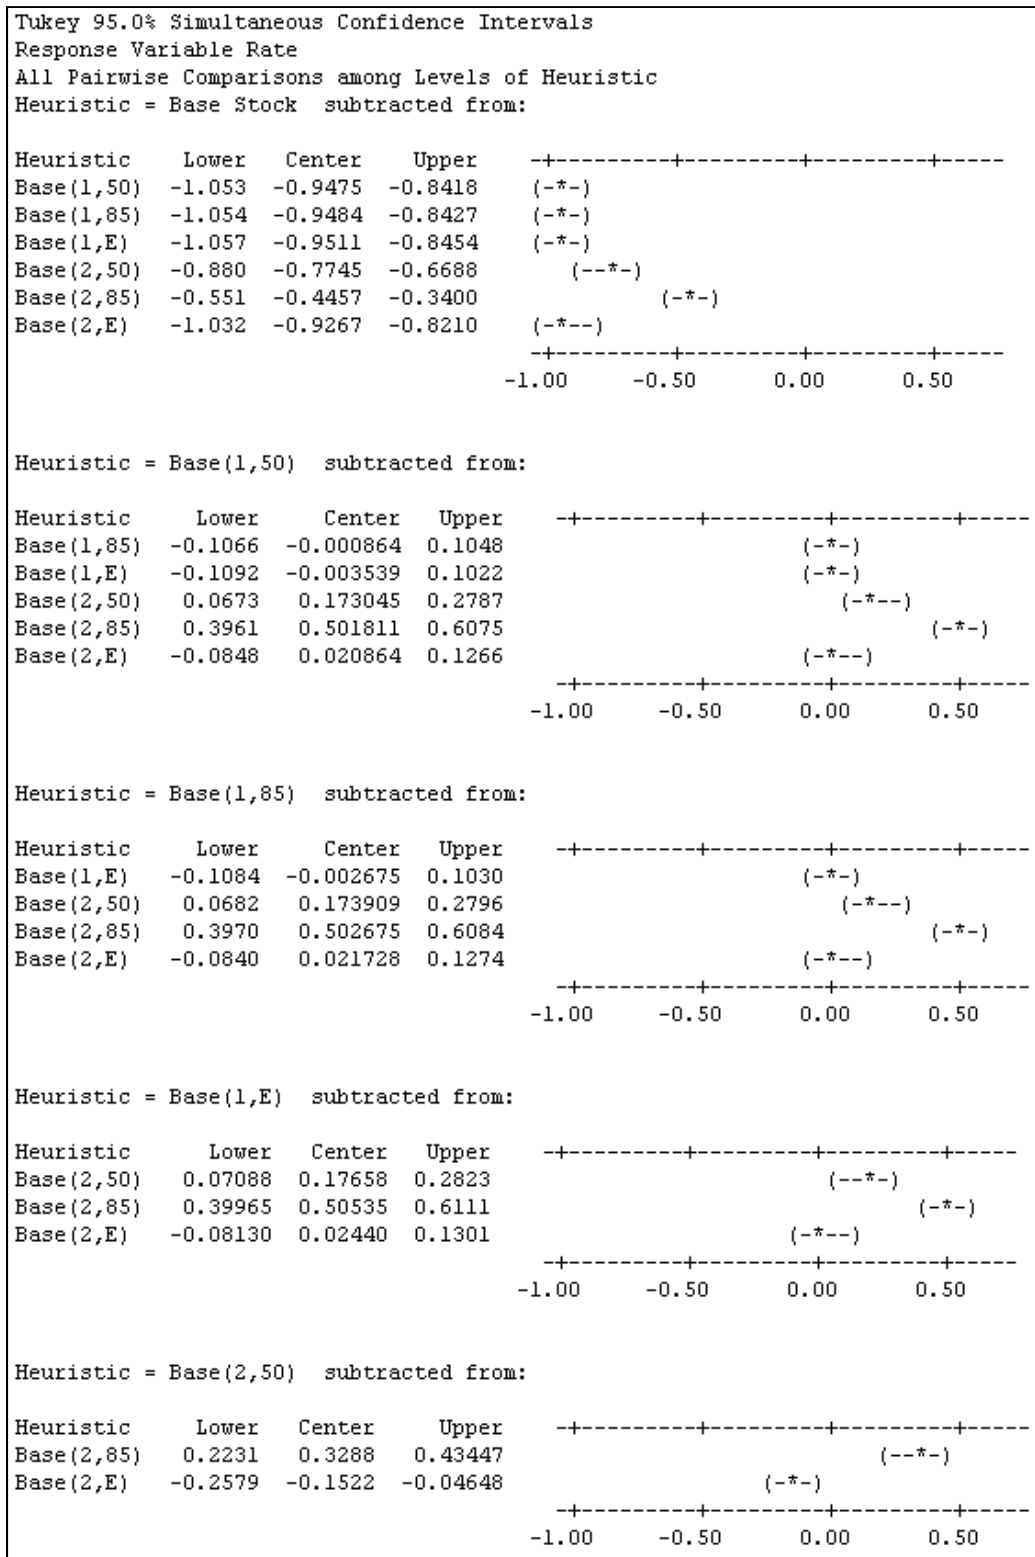 Tukey 95.0% Simultaneous Confidence Intervals
Response Variable Rate
All Pairwise Comparisons among Levels of Heuristic
Heuristic = Base Stock  subtracted from:

Heuristic     Lower   Center    Upper     -+---------+---------+---------+-----
Base(1,50)  -1.053  -0.9475  -0.8418    (-*-)
Base(1,85)  -1.054  -0.9484  -0.8427    (-*-)
Base(1,E)   -1.057  -0.9511  -0.8454    (-*-)
Base(2,50)  -0.880  -0.7745  -0.6688       (--*-)
Base(2,85)  -0.551  -0.4457  -0.3400              (-*-)
Base(2,E)   -1.032  -0.9267  -0.8210    (-*--)
-+---------+---------+---------+-----
-1.00     -0.50      0.00      0.50

Heuristic = Base(1,50)  subtracted from:

Heuristic     Lower     Center   Upper    -+---------+---------+---------+-----
Base(1,85)  -0.1066  -0.000864  0.1048                   (-*-)
Base(1,E)   -0.1092  -0.003539  0.1022                   (-*-)
Base(2,50)   0.0673   0.173045  0.2787                      (-*--)
Base(2,85)   0.3961   0.501811  0.6075                             (-*-)
Base(2,E)   -0.0848   0.020864  0.1266                   (-*--)
-+---------+---------+---------+-----
-1.00     -0.50      0.00      0.50

Heuristic = Base(1,85)  subtracted from:

Heuristic     Lower     Center   Upper    -+---------+---------+---------+-----
Base(1,E)   -0.1084  -0.002675  0.1030                   (-*-)
Base(2,50)   0.0682   0.173909  0.2796                      (-*--)
Base(2,85)   0.3970   0.502675  0.6084                             (-*-)
Base(2,E)   -0.0840   0.021728  0.1274                   (-*--)
-+---------+---------+---------+-----
-1.00     -0.50      0.00      0.50

Heuristic = Base(1,E)  subtracted from:

Heuristic      Lower   Center   Upper    -+---------+---------+---------+-----
Base(2,50)   0.07088  0.17658  0.2823                      (--*-)
Base(2,85)   0.39965  0.50535  0.6111                             (-*-)
Base(2,E)   -0.08130  0.02440  0.1301                   (-*--)
-+---------+---------+---------+-----
-1.00     -0.50      0.00      0.50

Heuristic = Base(2,50)  subtracted from:

Heuristic     Lower   Center     Upper    -+---------+---------+---------+-----
Base(2,85)   0.2231   0.3288   0.43447                         (--*-)
Base(2,E)   -0.2579  -0.1522  -0.04648                (-*-)
-+---------+---------+---------+-----
-1.00     -0.50      0.00      0.50